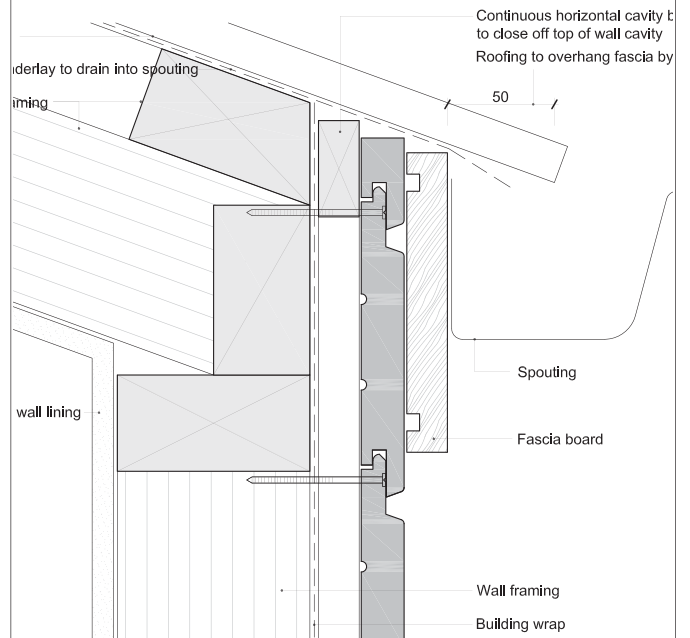 Continuous horizontal cavity b
to close off top of wall cavity
Roofing to overhang fascia by
nderlay to drain into spouting
50
iming
Spouting
wall lining
Fascia board
Wall framing
Building wrap